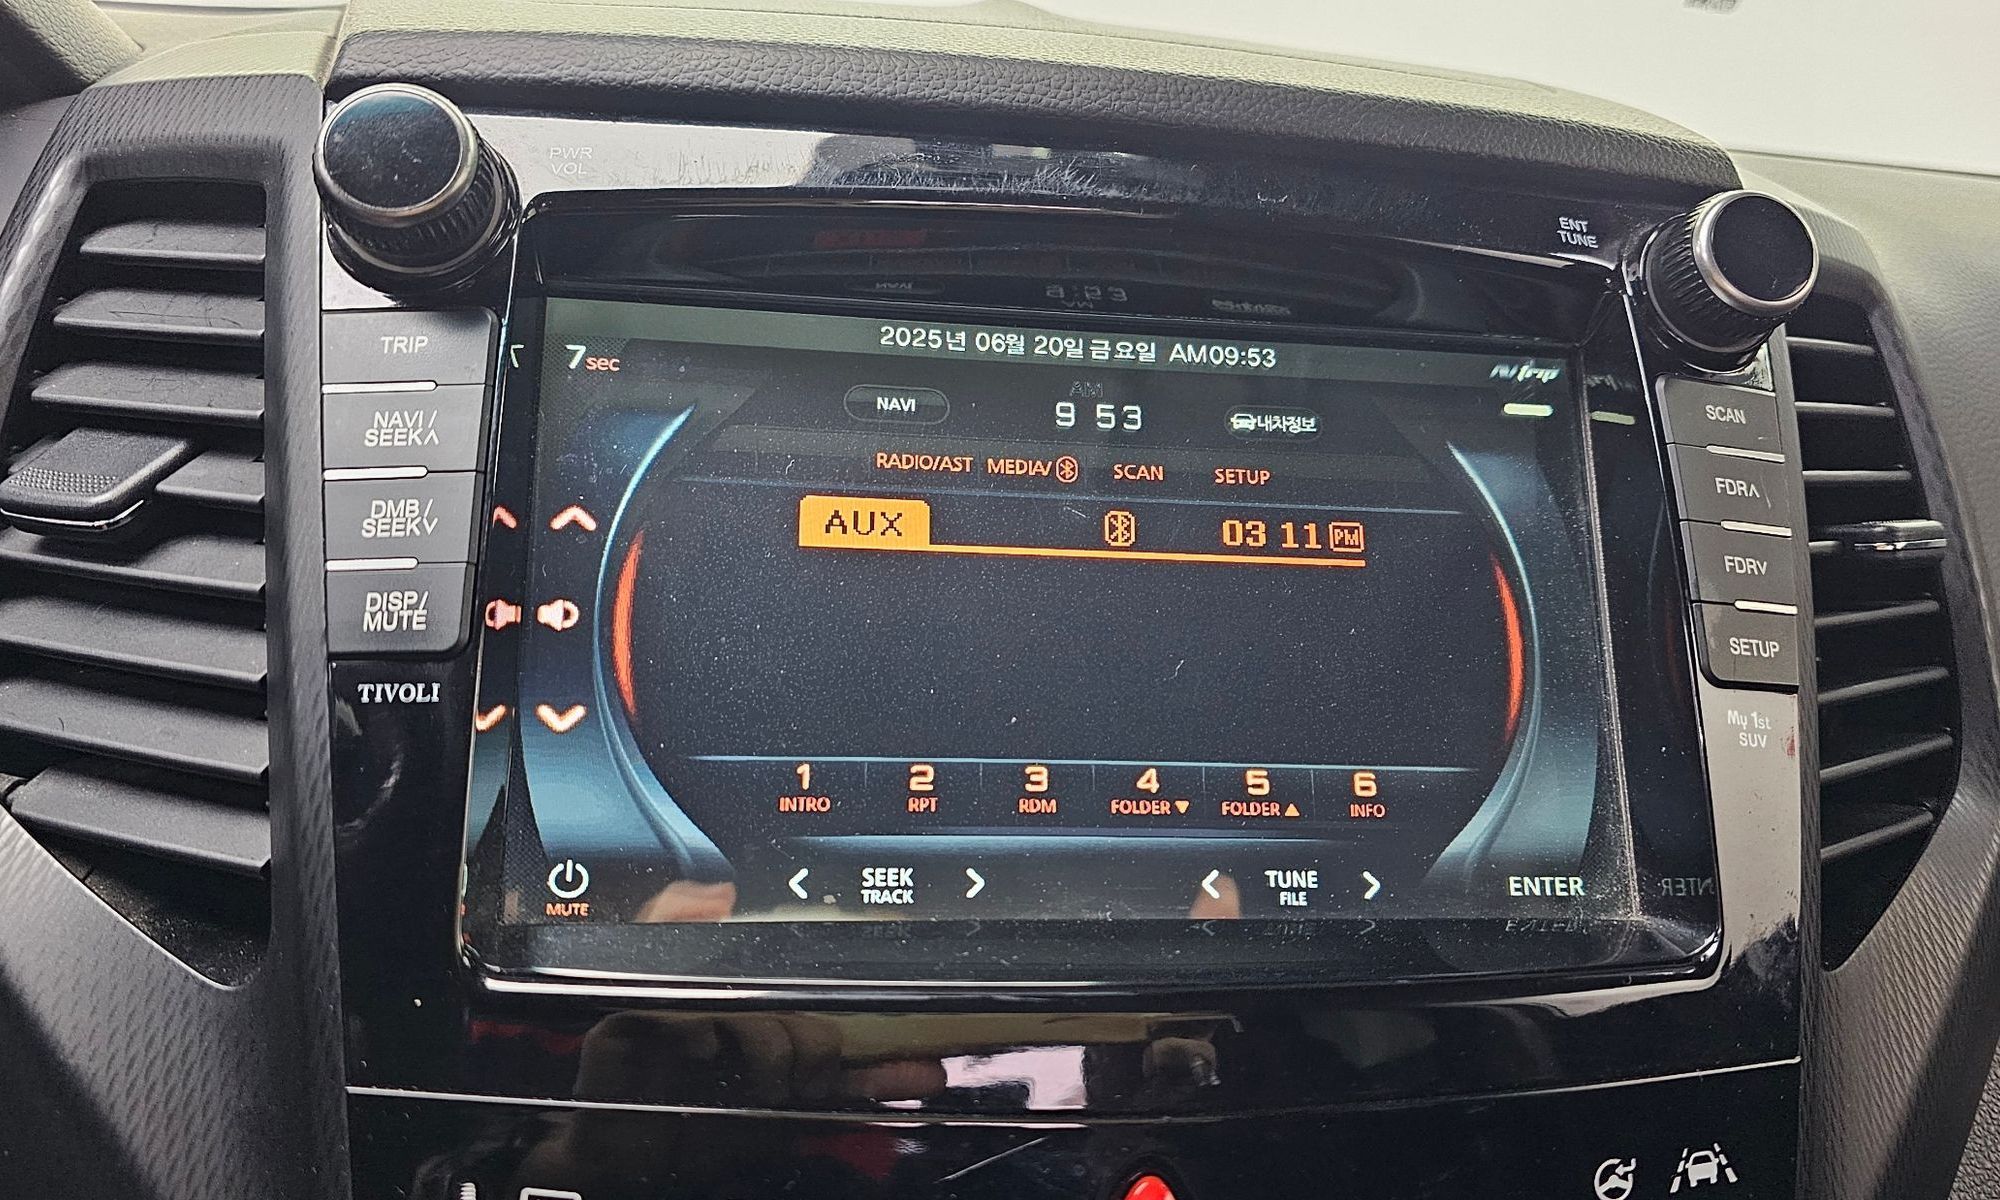 PWR
VOL
ENT
TUNE
TRIP
NAVI/
SEEK∧
DMB/
SEEK∨
DISP/
MUTE
TIVOLI
SCAN
FDR∧
FDR∨
SETUP
My 1st
SUV
7sec
2025년 06월 20일 금요일 AM09:53
NAVI
AM
9 53
내차정보
RADIO/AST MEDIA/ SCAN SETUP
AUX 03 11 PM
1 2 3 4 5 6
INTRO RPT RDM FOLDER▼ FOLDER▲ INFO
MUTE
< SEEK > < TUNE > ENTER
TRACK FILE